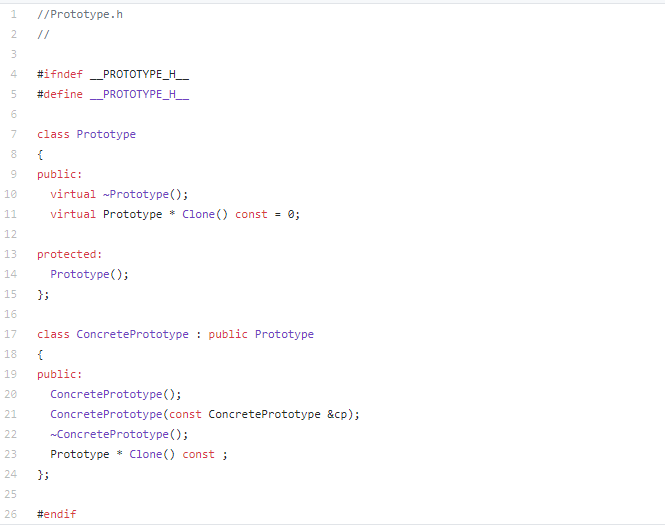 1 //Prototype.h
2 //
3
4 #ifndef __PROTOTYPE_H__
5 #define __PROTOTYPE_H__
6
7 class Prototype
8 {
9 public:
10   virtual ~Prototype();
11   virtual Prototype * Clone() const = 0;
12
13 protected:
14   Prototype();
15 };
16
17 class ConcretePrototype : public Prototype
18 {
19 public:
20   ConcretePrototype();
21   ConcretePrototype(const ConcretePrototype &cp);
22   ~ConcretePrototype();
23   Prototype * Clone() const ;
24 };
25
26 #endif